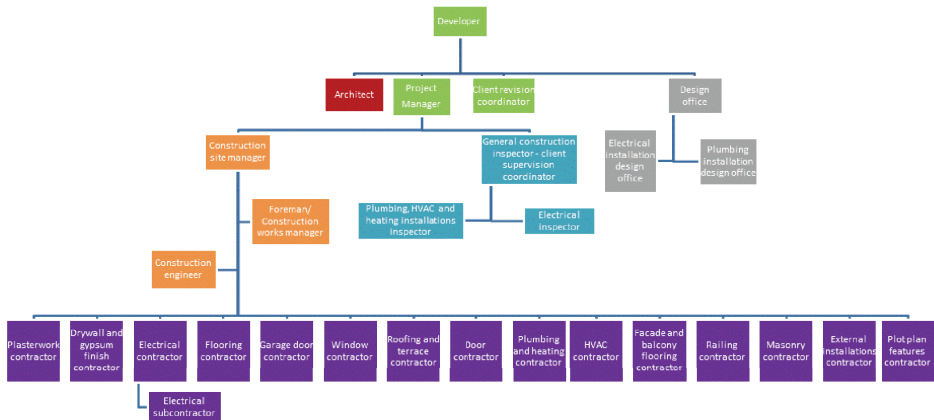 Developer
Architect
Project
Manager
Client revision
coordinator
Design
office
Construction
site manager
General construction
inspector - client
supervision
coordinator
Electrical
installation
design
office
Plumbing
installation
design office
Foreman/
Construction
works manager
Plumbing, HVAC and
heating installations
Inspector
Electrical
inspector
Construction
engineer
Plasterwork
contractor
Drywall and
gypsum
finish
contractor
Electrical
contractor
Flooring
contractor
Garage door
contractor
Window
contractor
Roofing and
terrace
contractor
Door
contractor
Plumbing
and heating
contractor
HVAC
contractor
Facade and
balcony
flooring
contractor
Railing
contractor
Masonry
contractor
External
installations
contractor
Plot plan
features
contractor
Electrical
subcontractor